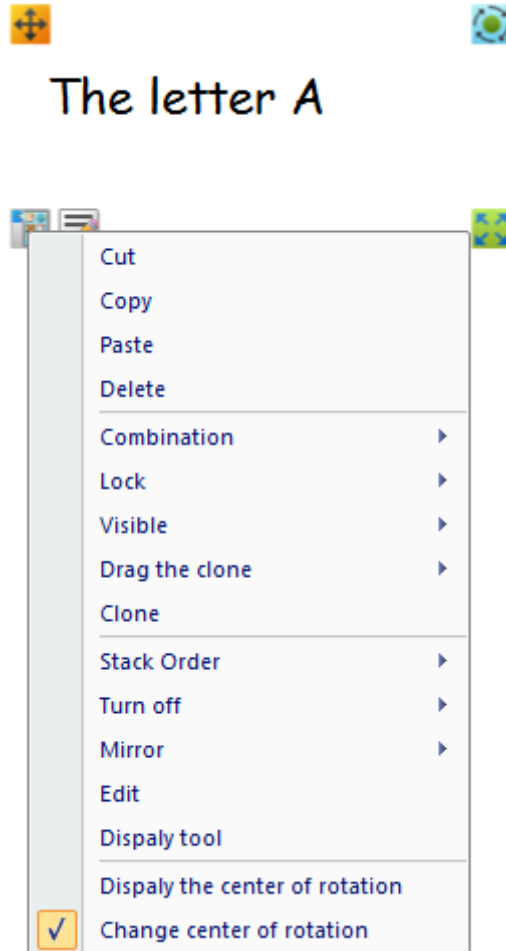 The letter A
Cut
Copy
Paste
Delete
Combination
Lock
Visible
Drag the clone
Clone
Stack Order
Turn off
Mirror
Edit
Dispaly tool
Dispaly the center of rotation
Change center of rotation